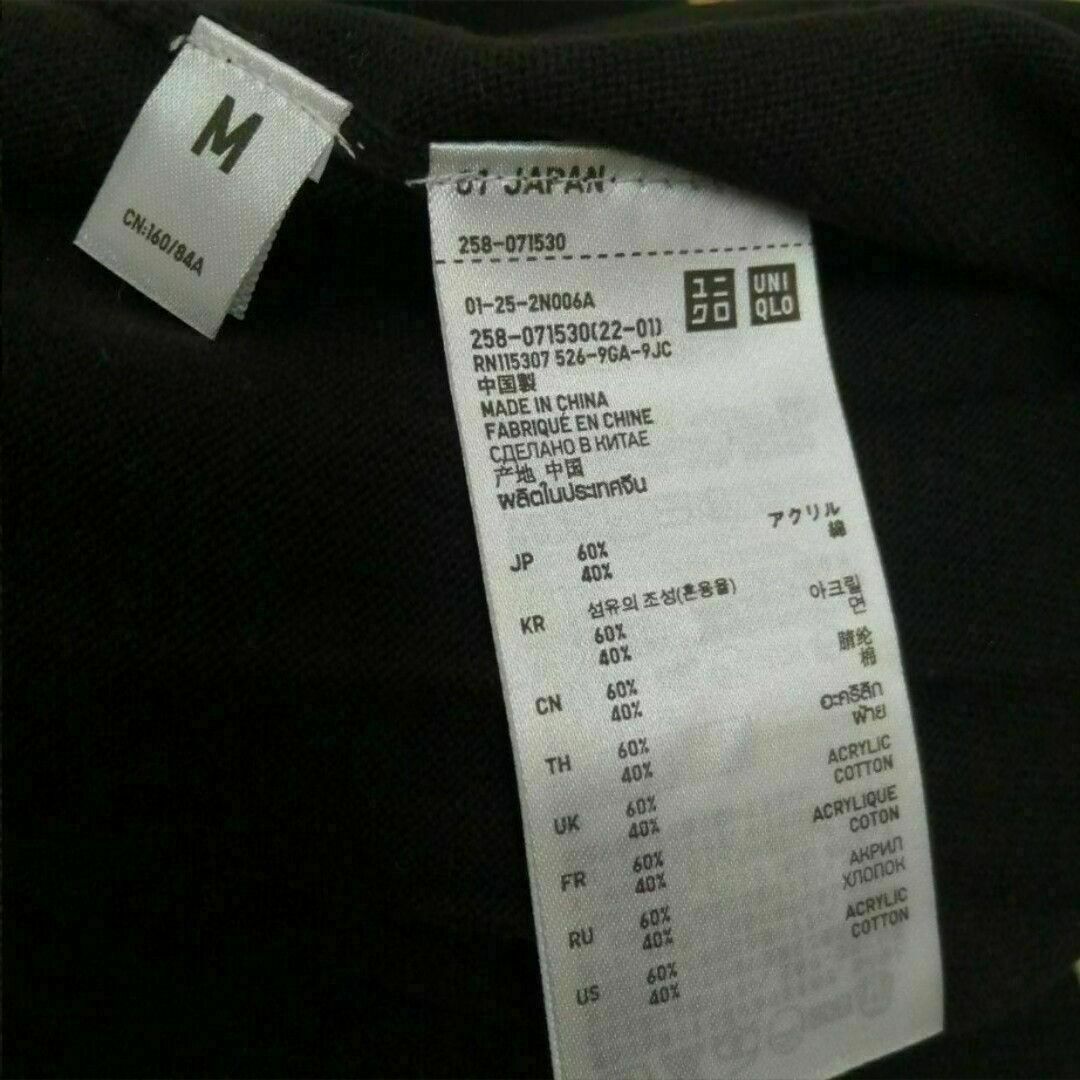 M
CN:160/84A
01 JAPAN
258-071530
ユニ
クロ
UNI
QLO
01-25-2N006A
258-071530(22-01)
RN115307 526-9GA-9JC
中国製
MADE IN CHINA
FABRIQUÉ EN CHINE
СДЕЛАНО В КИТАЕ
产地 中国
ผลิตในประเทศจีน
JP 60% アクリル
40% 綿
KR 섬유의 조성(혼용율)
60% 아크릴
40% 면
CN 60% 腈纶
40% 棉
TH 60% อะคริลิก
40% ฝ้าย
UK 60% ACRYLIC
40% COTTON
FR 60% ACRYLIQUE
40% COTON
RU 60% АКРИЛ
40% ХЛОПОК
US 60% ACRYLIC
40% COTTON